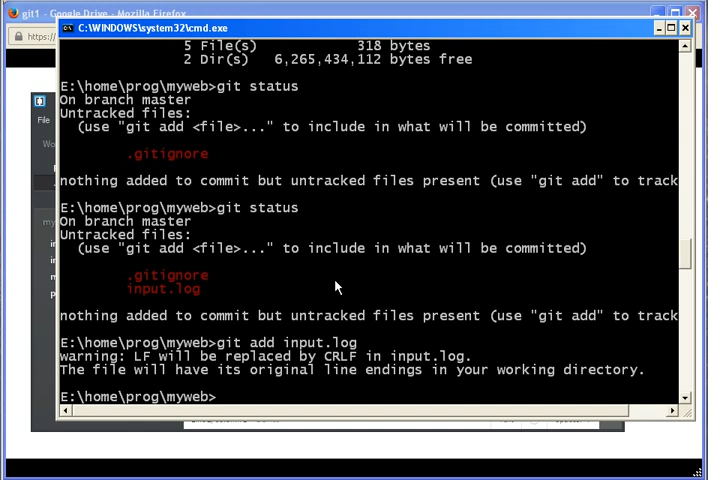 git1 - Google Drive - Mozilla Firefox
C:\WINDOWS\system32\cmd.exe
https://
File
5 File(s) 318 bytes
2 Dir(s) 6,265,434,112 bytes free
E:\home\prog\myweb>git status
On branch master
Untracked files:
(use "git add <file>..." to include in what will be committed)
.gitignore
nothing added to commit but untracked files present (use "git add" to track
E:\home\prog\myweb>git status
On branch master
Untracked files:
(use "git add <file>..." to include in what will be committed)
.gitignore
input.log
nothing added to commit but untracked files present (use "git add" to track
E:\home\prog\myweb>git add input.log
warning: LF will be replaced by CRLF in input.log.
The file will have its original line endings in your working directory.
E:\home\prog\myweb>